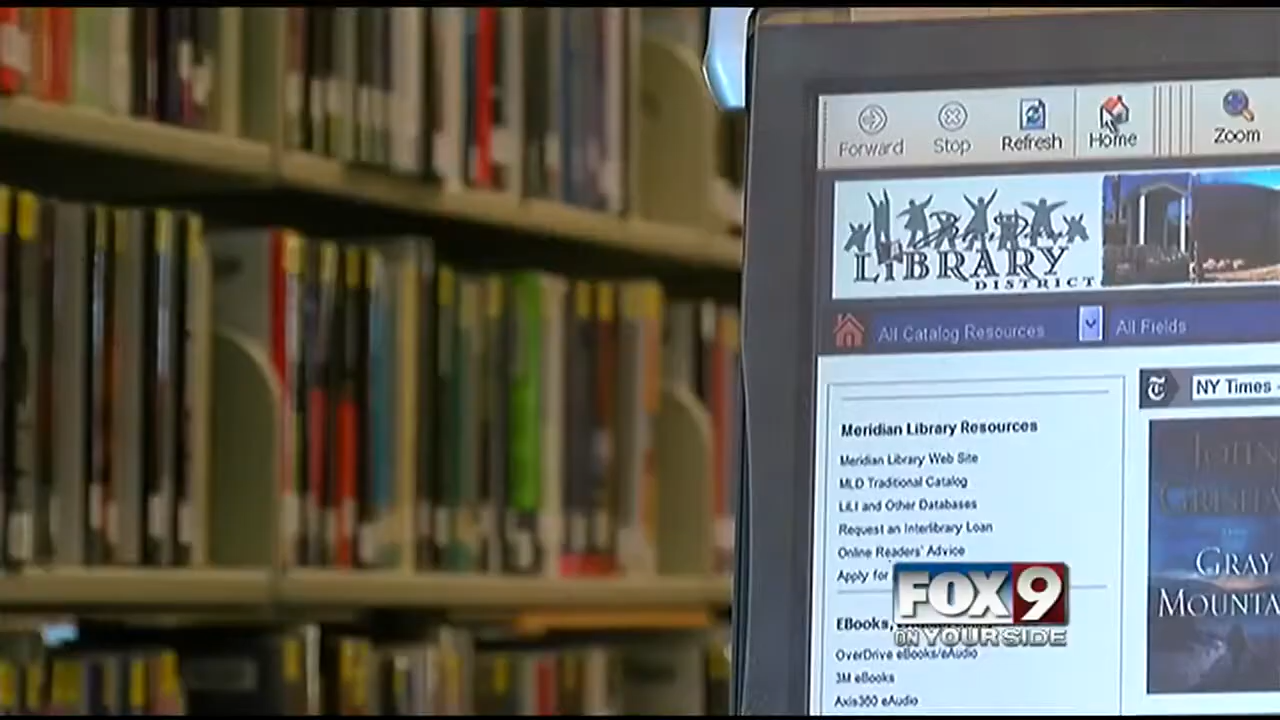 Forward Stop Refresh Home Zoom
LIBRARY
DISTRICT
All Catalog Resources All Fields
NY Times
Meridian Library Resources
Meridian Library Web Site
MLD Traditional Catalog
LiLI and Other Databases
Request an Interlibrary Loan
Online Readers' Advice
Apply for
EBooks,
OverDrive eBooks/eAudio
3M eBooks
Axis360 eAudio
JOHN
GRISHA
GRAY
MOUNTA
FOX 9
ON YOUR SIDE